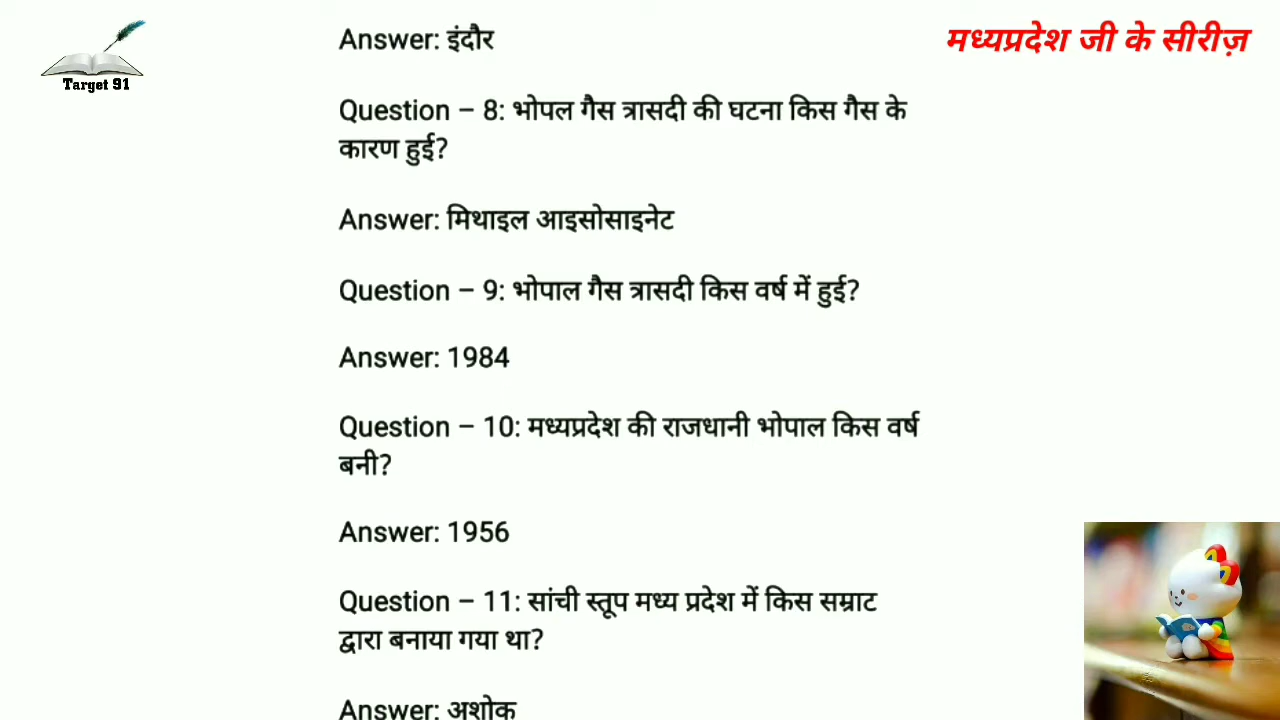 Target 91
मध्यप्रदेश जी के सीरीज़
Answer: इंदौर
Question – 8: भोपल गैस त्रासदी की घटना किस गैस के
कारण हुई?
Answer: मिथाइल आइसोसाइनेट
Question – 9: भोपाल गैस त्रासदी किस वर्ष में हुई?
Answer: 1984
Question – 10: मध्यप्रदेश की राजधानी भोपाल किस वर्ष
बनी?
Answer: 1956
Question – 11: सांची स्तूप मध्य प्रदेश में किस सम्राट
द्वारा बनाया गया था?
Answer: अशोक